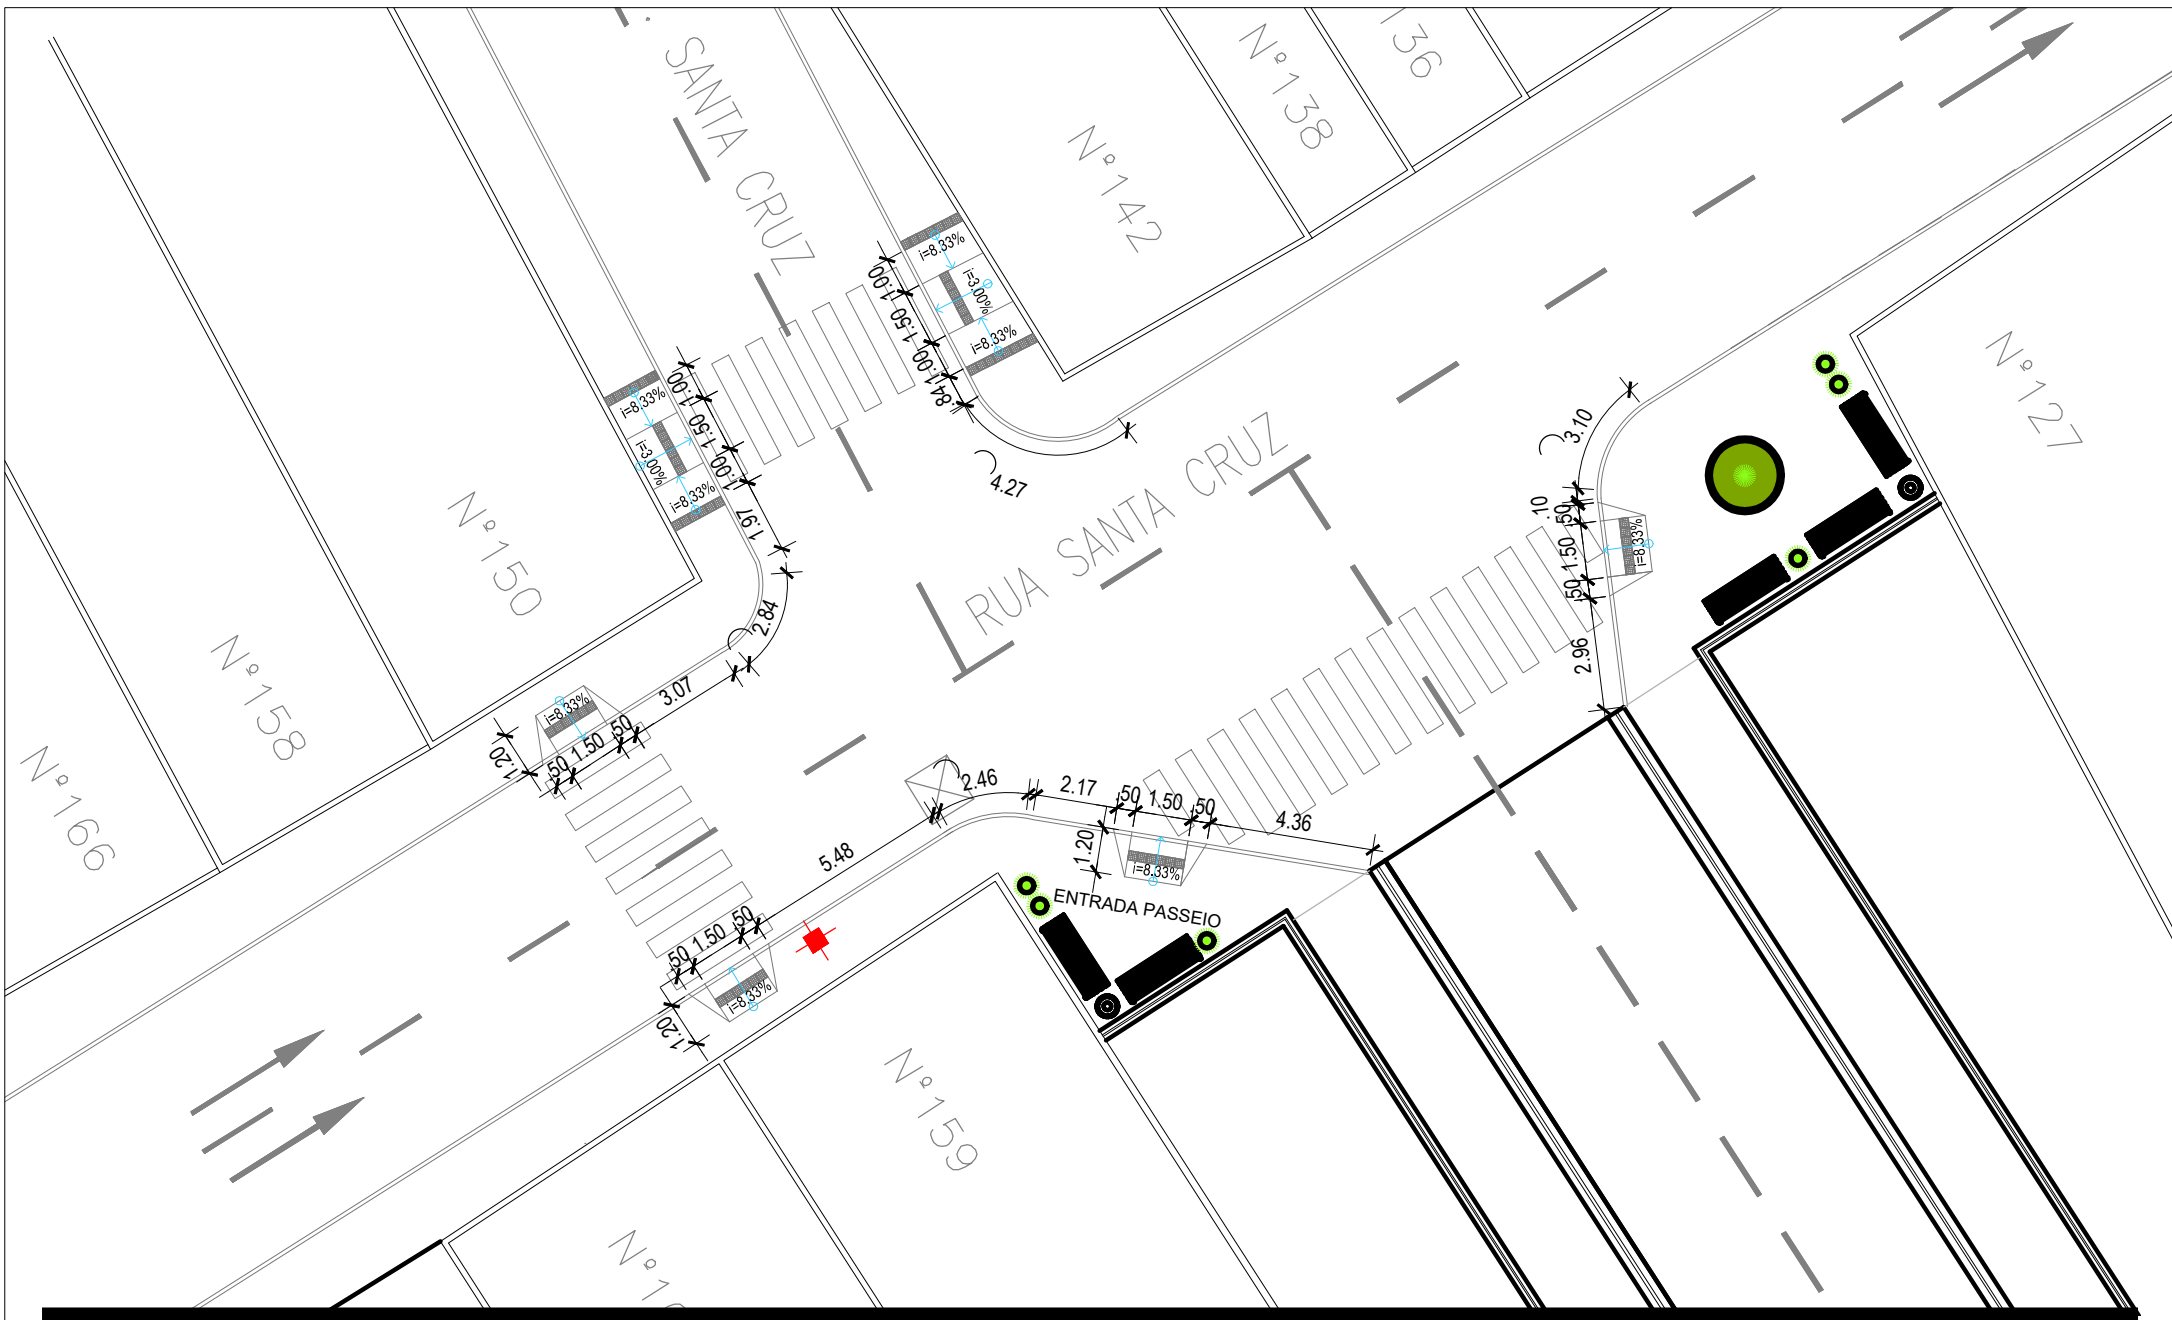 SANTA CRUZ
Nº138
136
Nº142
Nº127
Nº150
Nº158
Nº166
Nº159
RUA SANTA CRUZ
ENTRADA PASSEIO
i=8.33%
i=3.00%
i=8.33%
1.00
1.50
1.00
.84
4.27
i=8.33%
i=3.00%
i=8.33%
1.00
1.50
1.00
1.97
2.84
3.07
i=8.33%
1.20
.50
1.50
.50
3.10
.10
.50
1.50
.50
i=8.33%
2.96
2.46
2.17
.50
1.50
.50
4.36
1.20
i=8.33%
5.48
.50
1.50
.50
i=8.33%
1.20